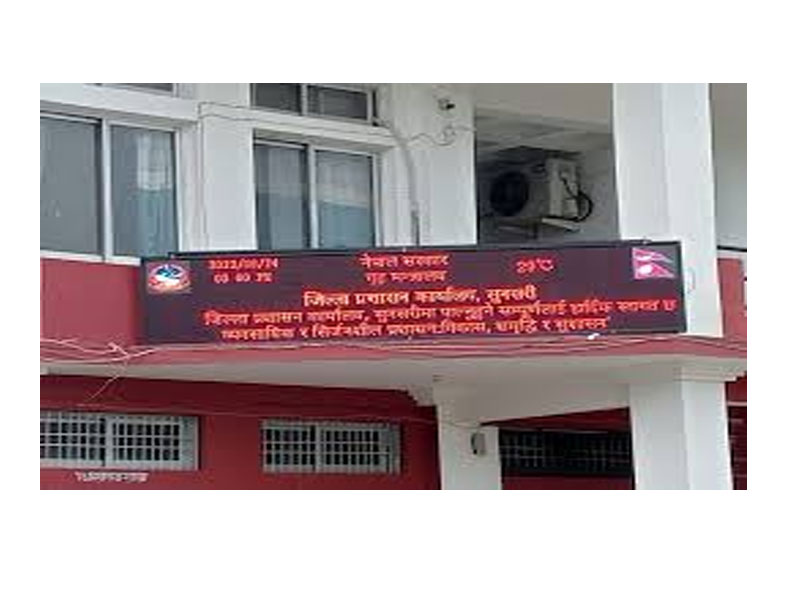 नेपाल सरकार
गृह मन्त्रालय
29°C
जिल्ला प्रशासन कार्यालय, सुनसरी
जिल्ला प्रशासन कार्यालय, सुनसरीमा पाल्नुहुने सम्पूर्णलाई हार्दिक स्वागत छ
व्यवसायिक र सिर्जनशील प्रशासन,विकास, समृद्धि र सुशासन